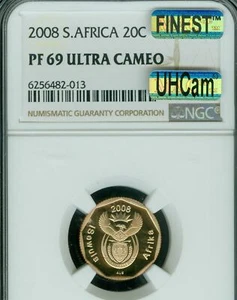 2008 S.AFRICA 20C
FINEST
PF 69 ULTRA CAMEO
UHCam
6256482-013
NUMISMATIC GUARANTY CORPORATION
NGC
2008
iSewula
Afrika